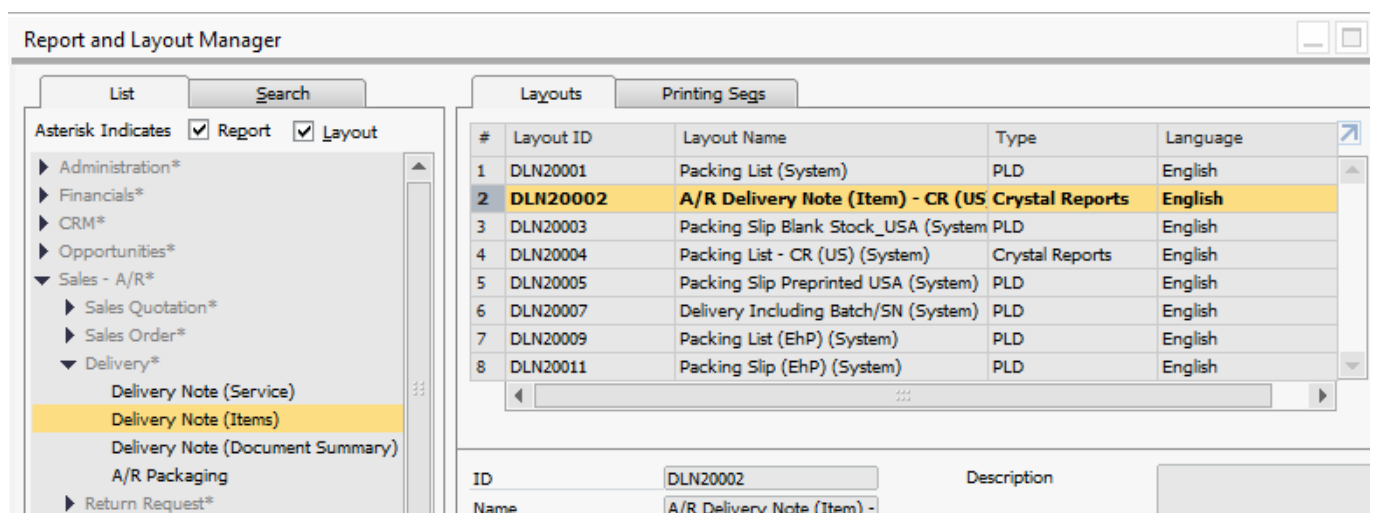 Report and Layout Manager
List Search
Asterisk Indicates Report Layout
Administration*
Financials*
CRM*
Opportunities*
Sales - A/R*
Sales Quotation*
Sales Order*
Delivery*
Delivery Note (Service)
Delivery Note (Items)
Delivery Note (Document Summary)
A/R Packaging
Return Request*
Layouts Printing Seqs
# Layout ID Layout Name Type Language
1 DLN20001 Packing List (System) PLD English
2 DLN20002 A/R Delivery Note (Item) - CR (US Crystal Reports English
3 DLN20003 Packing Slip Blank Stock_USA (System PLD English
4 DLN20004 Packing List - CR (US) (System) Crystal Reports English
5 DLN20005 Packing Slip Preprinted USA (System) PLD English
6 DLN20007 Delivery Including Batch/SN (System) PLD English
7 DLN20009 Packing List (EhP) (System) PLD English
8 DLN20011 Packing Slip (EhP) (System) PLD English
ID DLN20002 Description
Name A/R Delivery Note (Item) -